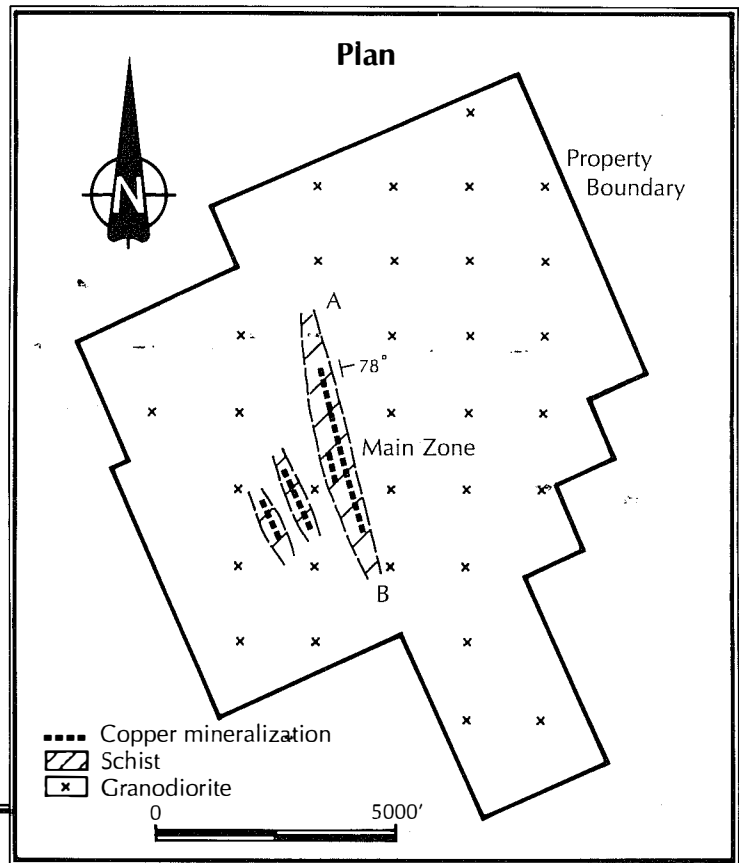 Plan
N
Property
Boundary
A
78°
Main Zone
B
Copper mineralization
Schist
Granodiorite
0 5000'